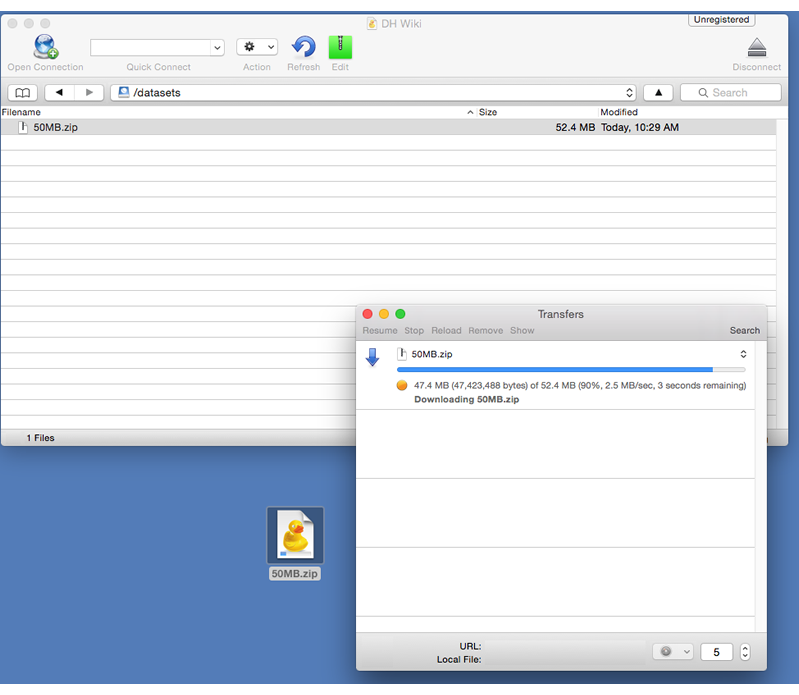 Unregistered
DH Wiki
Open Connection
Quick Connect
Action
Refresh
Edit
Disconnect
/datasets
Search
Filename
Size
Modified
50MB.zip
52.4 MB
Today, 10:29 AM
1 Files
Transfers
Resume Stop Reload Remove Show
Search
50MB.zip
47.4 MB (47,423,488 bytes) of 52.4 MB (90%, 2.5 MB/sec, 3 seconds remaining)
Downloading 50MB.zip
50MB.zip
URL:
Local File:
5